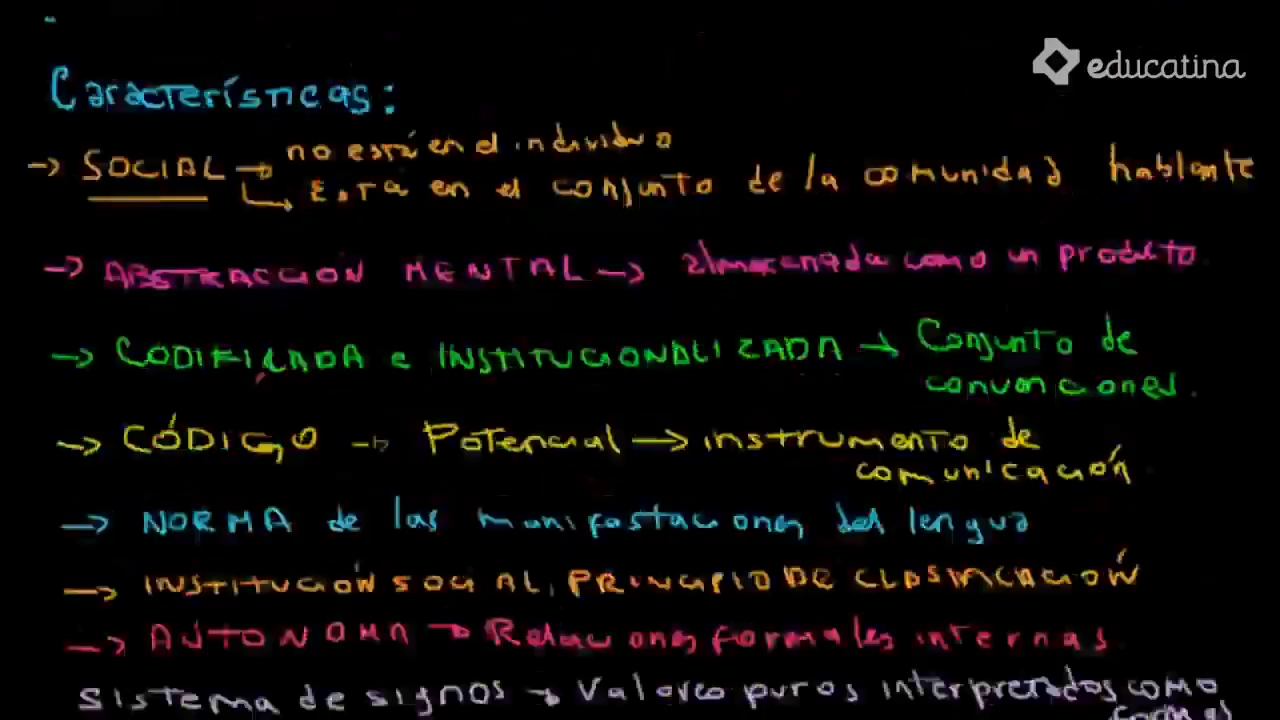 educatina
Características:
→ SOCIAL → no está en el individuo
↳ Esta en el conjunto de la comunidad hablante
→ ABSTRACCIÓN MENTAL → almacenada como un producto.
→ CODIFICADA e INSTITUCIONALIZADA → Conjunto de
convenciones.
→ CÓDIGO → Potencial → instrumento de
comunicación
→ NORMA de las manifestaciones del lengua
→ INSTITUCIÓN SOCIAL, PRINCIPIO DE CLASIFICACIÓN
→ AUTONOMA → Relaciones formales internas.
Sistema de signos → Valores puros interpretados como